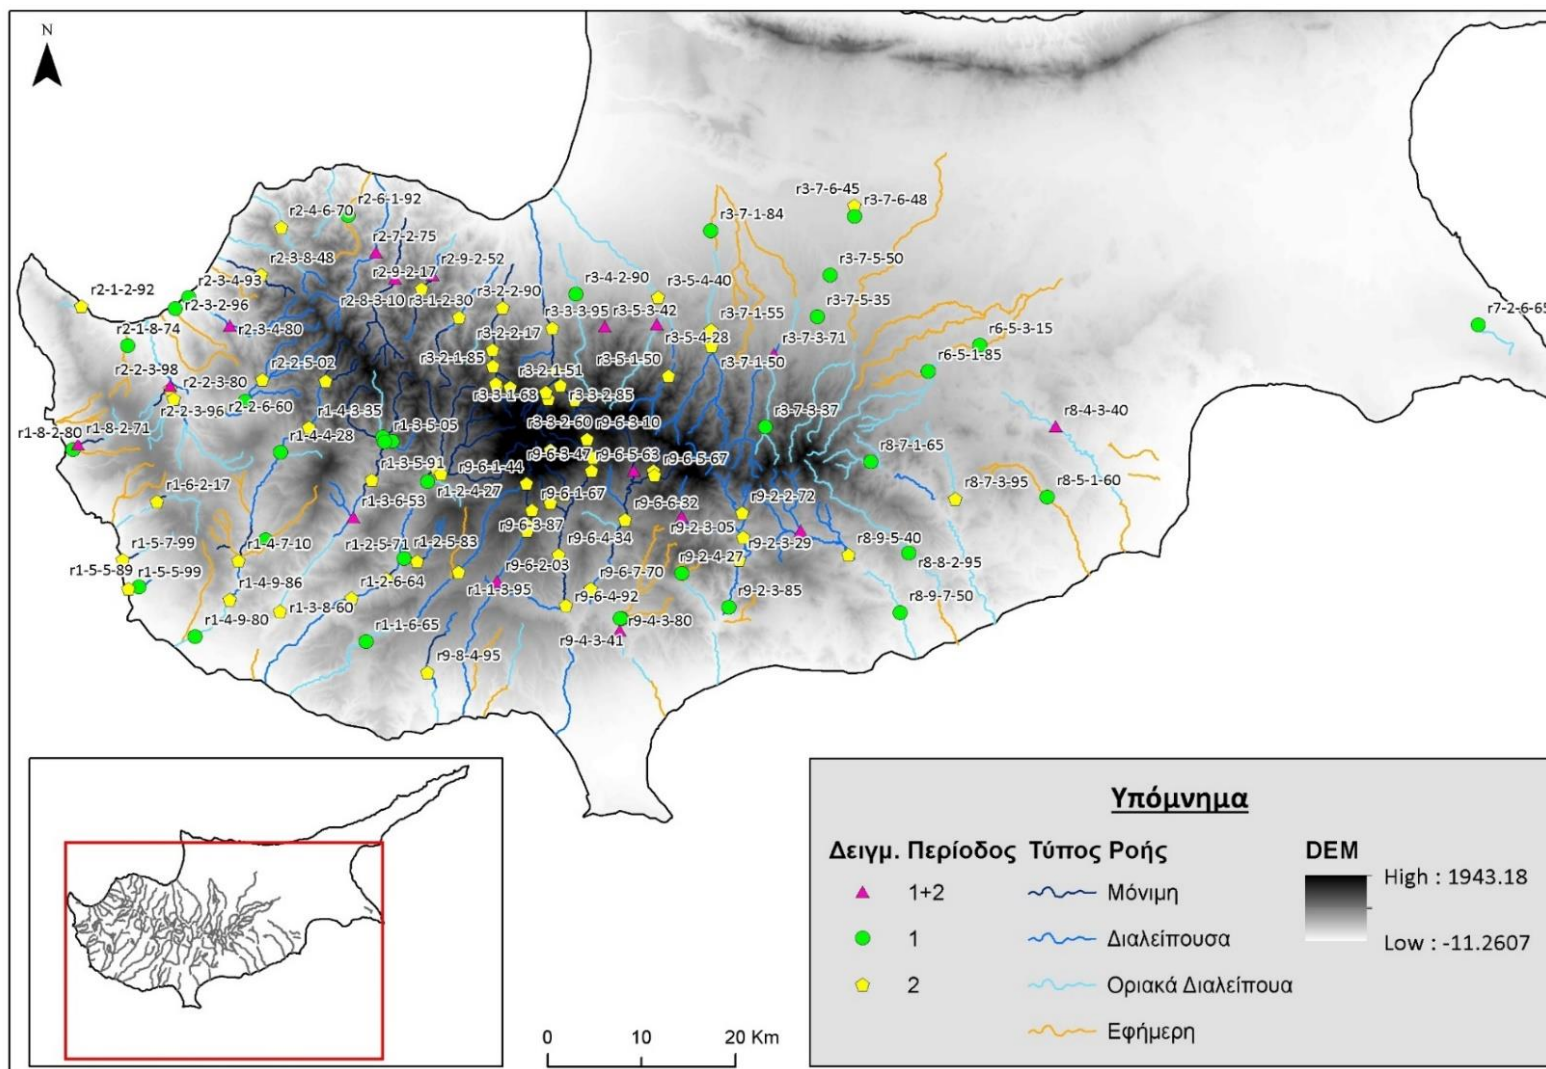 N
r3-7-6-45
r3-7-6-48
r2-6-1-92
r2-4-6-70
r3-7-1-84
r2-7-2-75
r2-3-8-48
r2-9-2-17
r2-9-2-52
r3-7-5-50
r2-3-4-93
r2-1-2-92
r2-8-3-10
r3-1-2-30
r3-2-2-90
r3-4-2-90
r3-5-4-40
r2-3-2-96
r3-3-3-95
r3-5-3-42
r3-7-1-55
r3-7-5-35
r7-2-6-65
r2-1-8-74
r2-3-4-80
r3-2-2-17
r3-5-4-28
r3-7-3-71
r6-5-3-15
r3-2-1-85
r3-5-1-50
r3-7-1-50
r6-5-1-85
r2-2-3-98
r2-2-5-02
r3-2-1-51
r2-2-3-80
r3-3-1-68
r3-3-2-85
r2-2-3-96
r2-2-6-60
r1-4-3-35
r3-7-3-37
r8-4-3-40
r1-8-2-80
r1-8-2-71
r1-4-4-28
r1-3-5-05
r3-3-2-60
r9-6-3-10
r8-7-1-65
r9-6-3-47
r9-6-5-63
r9-6-5-67
r1-3-5-91
r9-6-1-44
r1-6-2-17
r1-3-6-53
r1-2-4-27
r9-6-1-67
r9-6-6-32
r9-2-2-72
r8-7-3-95
r8-5-1-60
r9-6-3-87
r9-2-3-05
r1-5-7-99
r1-4-7-10
r1-2-5-71
r1-2-5-83
r9-6-4-34
r9-2-3-29
r8-9-5-40
r1-5-5-89
r1-5-5-99
r9-2-4-27
r8-8-2-95
r1-4-9-86
r1-2-6-64
r9-6-2-03
r9-6-7-70
r1-1-3-95
r9-2-3-85
r8-9-7-50
r1-4-9-80
r1-3-8-60
r9-6-4-92
r1-1-6-65
r9-4-3-80
r9-4-3-41
r9-8-4-95
Υπόμνημα
Δειγμ. Περίοδος Τύπος Ροής DEM
1+2 Μόνιμη High : 1943.18
1 Διαλείπουσα Low : -11.2607
2 Οριακά Διαλείπουα
Εφήμερη
0 10 20 Km